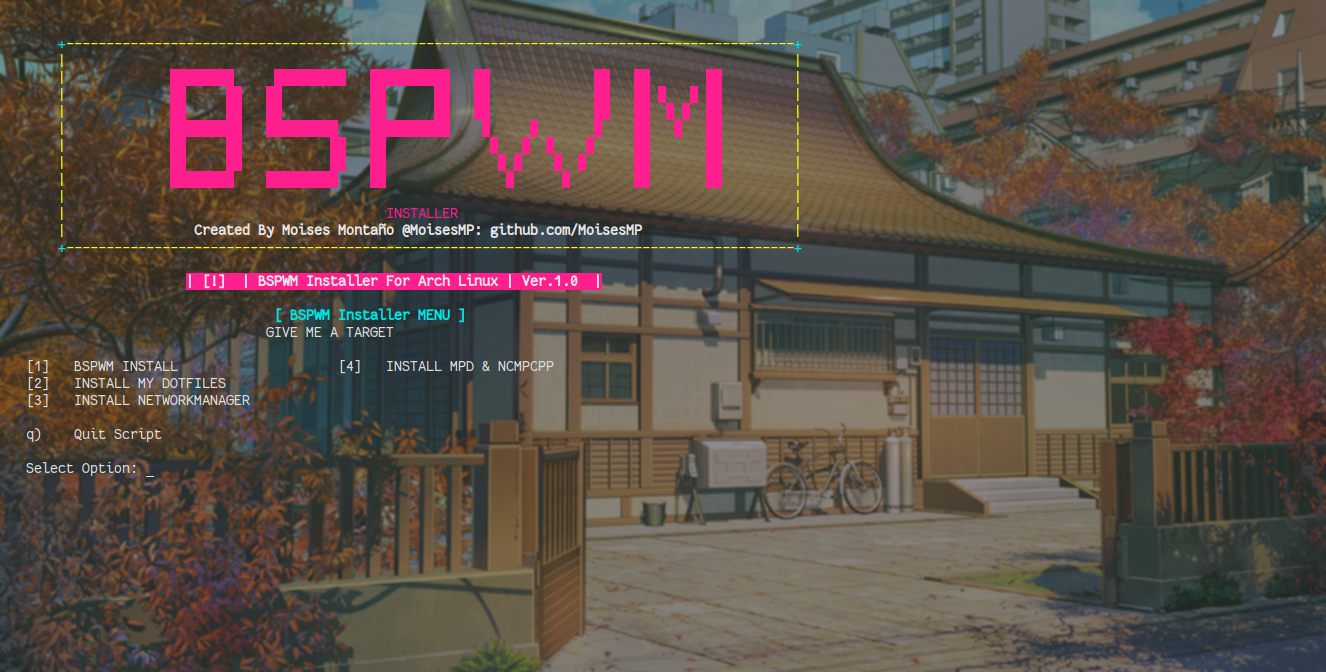 BSPWM
INSTALLER
Created By Moises Montaño @MoisesMP: github.com/MoisesMP
| [!] | BSPWM Installer For Arch Linux | Ver.1.0 |
[ BSPWM Installer MENU ]
GIVE ME A TARGET
[1] BSPWM INSTALL [4] INSTALL MPD & NCMPCPP
[2] INSTALL MY DOTFILES
[3] INSTALL NETWORKMANAGER
q) Quit Script
Select Option: _